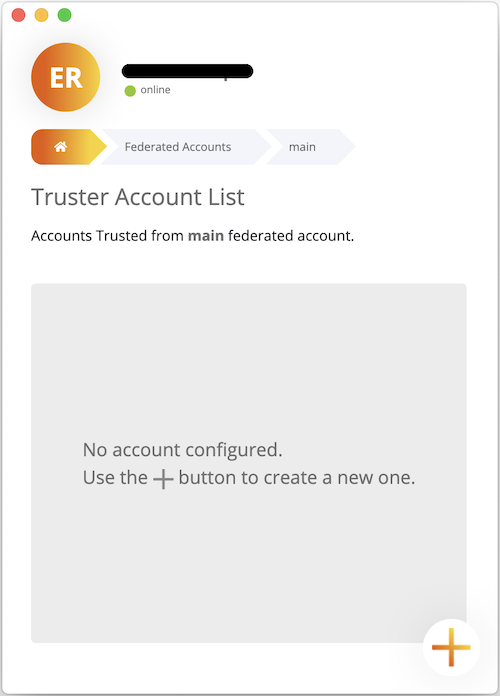 ER
online
Federated Accounts
main
Truster Account List
Accounts Trusted from main federated account.
No account configured.
Use the + button to create a new one.